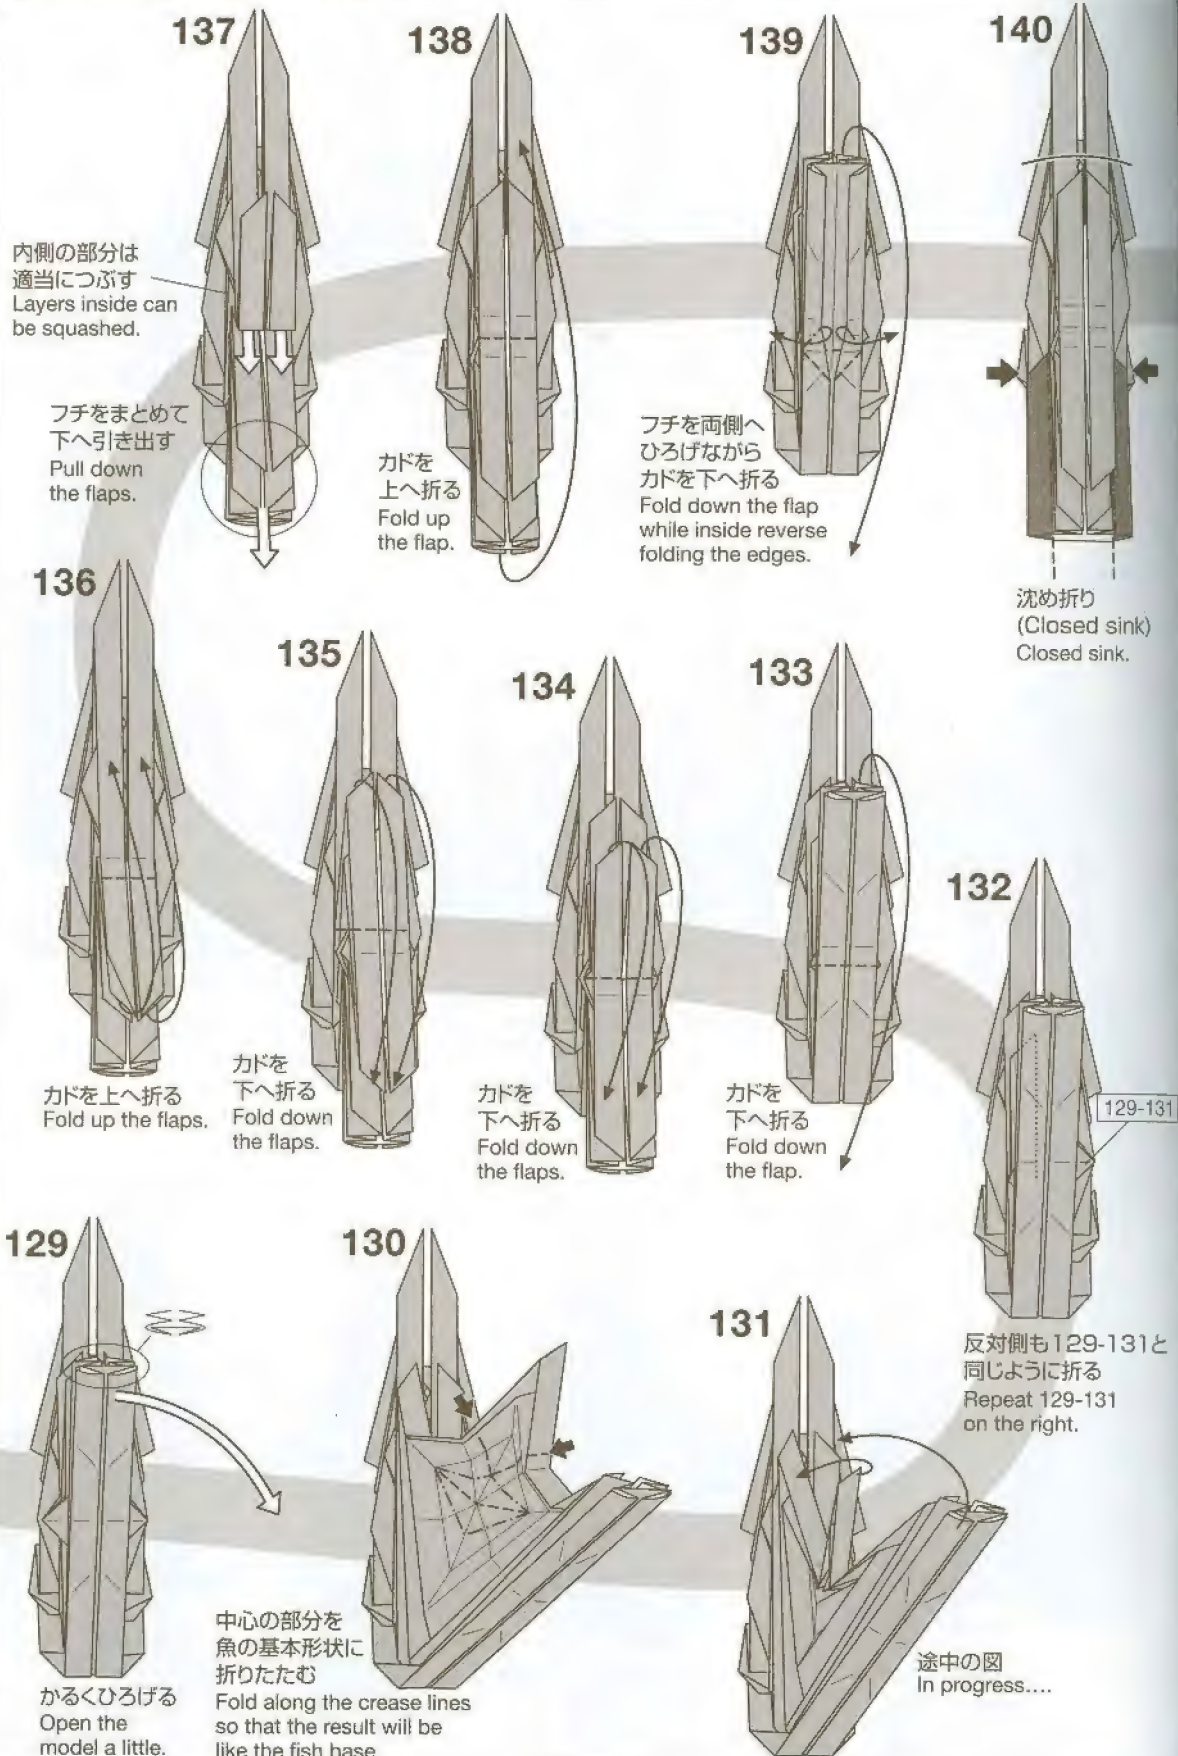 129
かるくひろげる
Open the
model a little.
130
中心の部分を
魚の基本形状に
折りたたむ
Fold along the crease lines
so that the result will be
like the fish base
131
途中の図
In progress....
132
129-131
反対側も129-131と
同じように折る
Repeat 129-131
on the right.
133
カドを
下へ折る
Fold down
the flap.
134
カドを
下へ折る
Fold down
the flaps.
135
カドを
下へ折る
Fold down
the flaps.
136
カドを上へ折る
Fold up the flaps.
137
内側の部分は
適当につぶす
Layers inside can
be squashed.
フチをまとめて
下へ引き出す
Pull down
the flaps.
138
カドを
上へ折る
Fold up
the flap.
139
フチを両側へ
ひろげながら
カドを下へ折る
Fold down the flap
while inside reverse
folding the edges.
140
沈め折り
(Closed sink)
Closed sink.